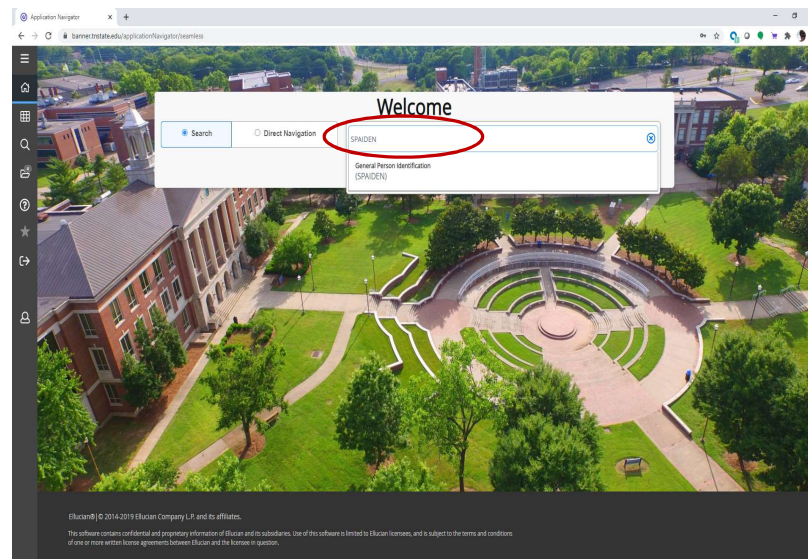 Application Navigator
banner.tnstate.edu/applicationNavigator/seamless
Welcome
Search
Direct Navigation
SPAIDEN
General Person Identification
(SPAIDEN)
Ellucian® | © 2014-2019 Ellucian Company L.P. and its affiliates.
This software contains confidential and proprietary information of Ellucian and its subsidiaries. Use of this software is limited to Ellucian licensees, and is subject to the terms and conditions
of one or more written license agreements between Ellucian and the licensee in question.